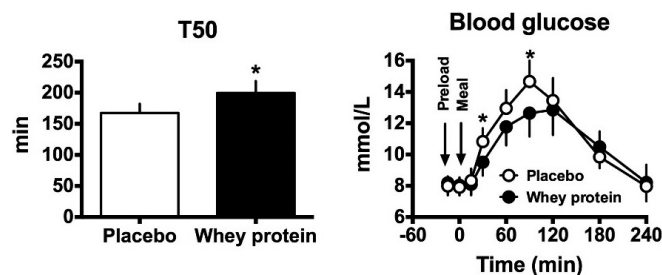 T50
250
200
150
100
50
0
min
*
Placebo Whey protein
Blood glucose
16
14
12
10
8
6
mmol/L
Preload
Meal
*
*
Placebo
Whey protein
-60 0 60 120 180 240
Time (min)